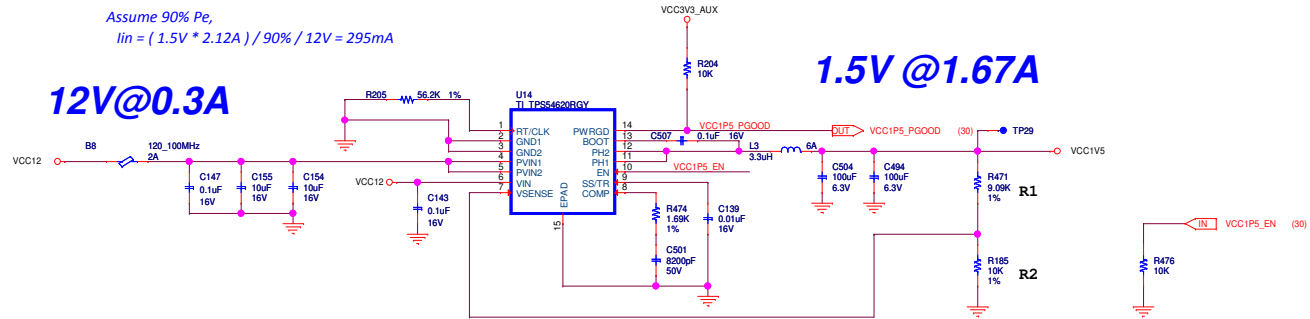 Assume 90% Pe,
Iin = ( 1.5V * 2.12A ) / 90% / 12V = 295mA
12V@0.3A
1.5V @1.67A
VCC3V3_AUX
R204
10K
R205 56.2K 1%
U14
TI_TPS54620RGY
1 RT/CLK
2 GND1
3 GND2
4 PVIN1
5 PVIN2
6 VIN
7 VSENSE
PWRGD 14
BOOT 13
PH2 12
PH1 11
EN 10
SS/TR 9
COMP 8
EPAD
15
VCC1P5_PGOOD
OUT VCC1P5_PGOOD (30)
TP29
C507 0.1uF 16V
L3 6A
3.3uH
VCC1P5_EN
VCC1V5
B8 120_100MHz
2A
VCC12
C147
0.1uF
16V
C155
10uF
16V
C154
10uF
16V
VCC12
C143
0.1uF
16V
R474
1.69K
1%
C501
8200pF
50V
C139
0.01uF
16V
C504
100uF
6.3V
C494
100uF
6.3V
R471
9.09K
1%
R1
R185
10K
1%
R2
IN VCC1P5_EN (30)
R476
10K